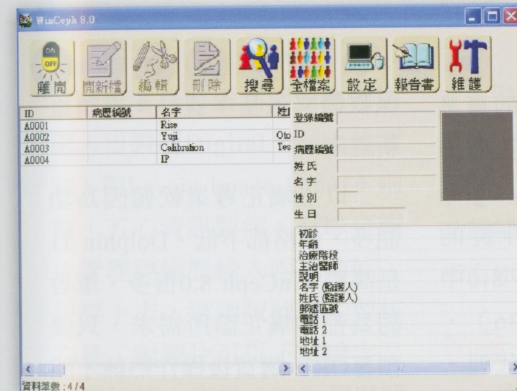 WinCeph 8.0
ON
OFF
離開 開新檔 編輯 刪除 搜尋 全檔案 設定 報告書 維護
ID 病歷編號 名字
A0001 Rise
A0002 Yuzi
A0003 Calibration Tes
A0004
登錄編號
ID
病歷編號
姓氏
名字
性別
生日
初診
年齡
治療階段
主治醫師
説明
名字 (監護人)
姓氏 (監護人)
郵遞區號
電話 1
電話 2
地址 1
地址 2
資料筆數 : 4 / 4